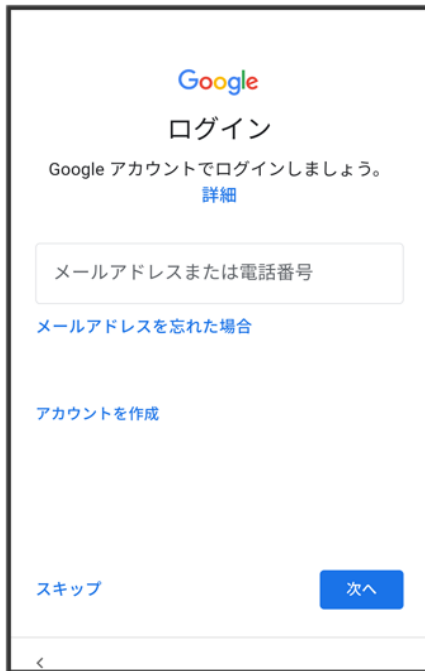 Google
ログイン
Google アカウントでログインしましょう。
詳細
メールアドレスまたは電話番号
メールアドレスを忘れた場合
アカウントを作成
スキップ
次へ